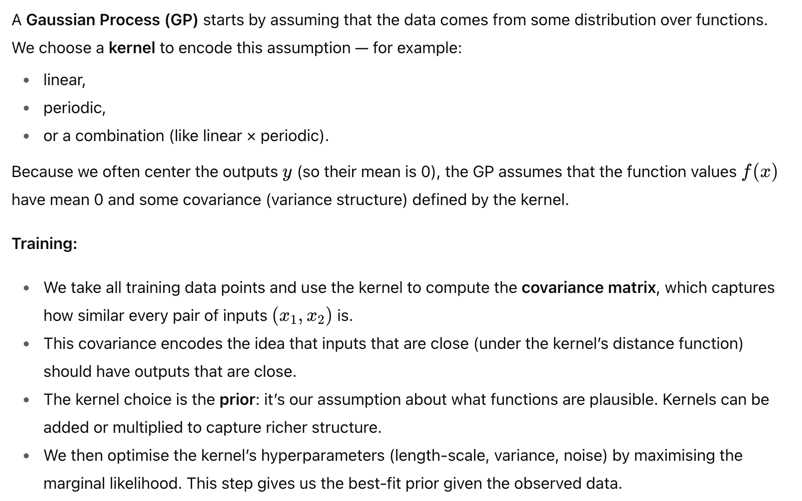 A Gaussian Process (GP) starts by assuming that the data comes from some distribution over functions.
We choose a kernel to encode this assumption — for example:
• linear,
• periodic,
• or a combination (like linear × periodic).
Because we often center the outputs y (so their mean is 0), the GP assumes that the function values f(x)
have mean 0 and some covariance (variance structure) defined by the kernel.
Training:
• We take all training data points and use the kernel to compute the covariance matrix, which captures
how similar every pair of inputs (x₁, x₂) is.
• This covariance encodes the idea that inputs that are close (under the kernel’s distance function)
should have outputs that are close.
• The kernel choice is the prior: it’s our assumption about what functions are plausible. Kernels can be
added or multiplied to capture richer structure.
• We then optimise the kernel’s hyperparameters (length-scale, variance, noise) by maximising the
marginal likelihood. This step gives us the best-fit prior given the observed data.